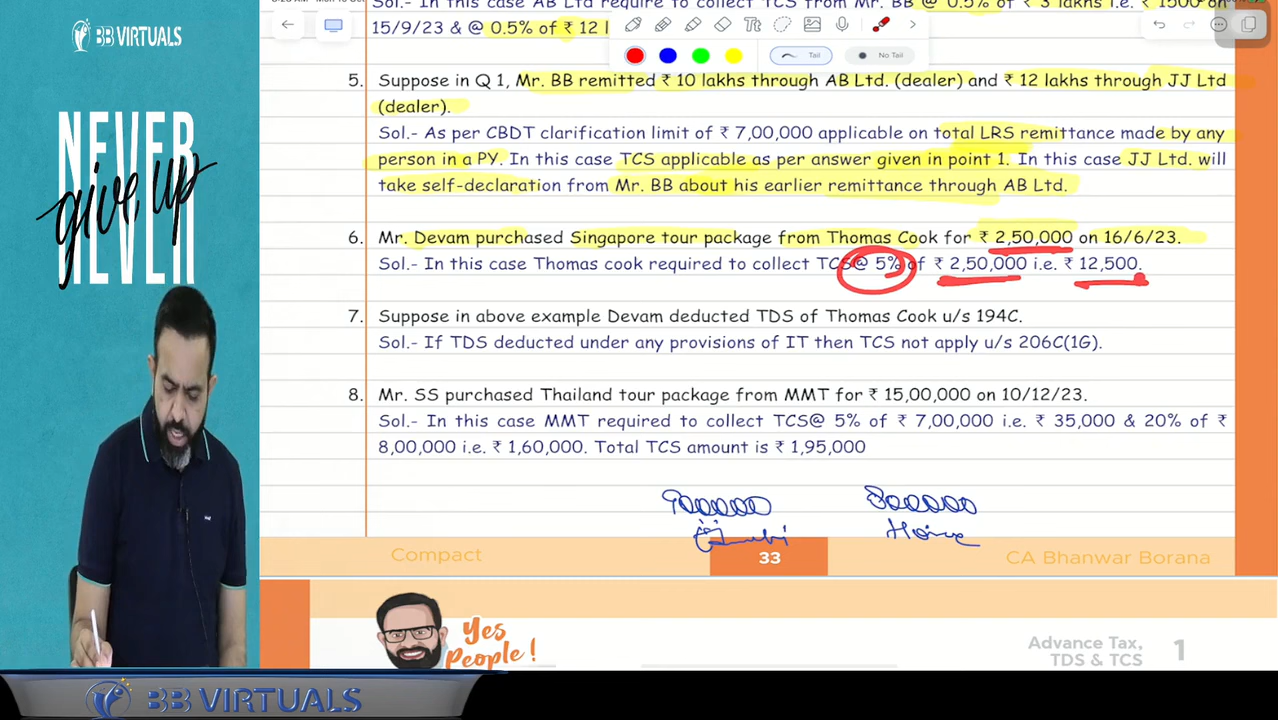 Sol.- In this case AB Ltd require to collect TCS from Mr. BB @ 0.5% of ₹ 3 lakhs i.e. ₹ 1500 on
15/9/23 & @ 0.5% of ₹ 12 l
BB VIRTUALS
Tail
No Tail
NEVER
give up
NEVER
5. Suppose in Q 1, Mr. BB remitted ₹ 10 lakhs through AB Ltd. (dealer) and ₹ 12 lakhs through JJ Ltd
(dealer).
Sol.- As per CBDT clarification limit of ₹ 7,00,000 applicable on total LRS remittance made by any
person in a PY. In this case TCS applicable as per answer given in point 1. In this case JJ Ltd. will
take self-declaration from Mr. BB about his earlier remittance through AB Ltd.
6. Mr. Devam purchased Singapore tour package from Thomas Cook for ₹ 2,50,000 on 16/6/23.
Sol.- In this case Thomas cook required to collect TCS@ 5% of ₹ 2,50,000 i.e. ₹ 12,500.
7. Suppose in above example Devam deducted TDS of Thomas Cook u/s 194C.
Sol.- If TDS deducted under any provisions of IT then TCS not apply u/s 206C(1G).
8. Mr. SS purchased Thailand tour package from MMT for ₹ 15,00,000 on 10/12/23.
Sol.- In this case MMT required to collect TCS@ 5% of ₹ 7,00,000 i.e. ₹ 35,000 & 20% of ₹
8,00,000 i.e. ₹ 1,60,000. Total TCS amount is ₹ 1,95,000
900000 800000
Compact 33 CA Bhanwar Borana
Yes
People !
Advance Tax,
TDS & TCS 1
BB VIRTUALS